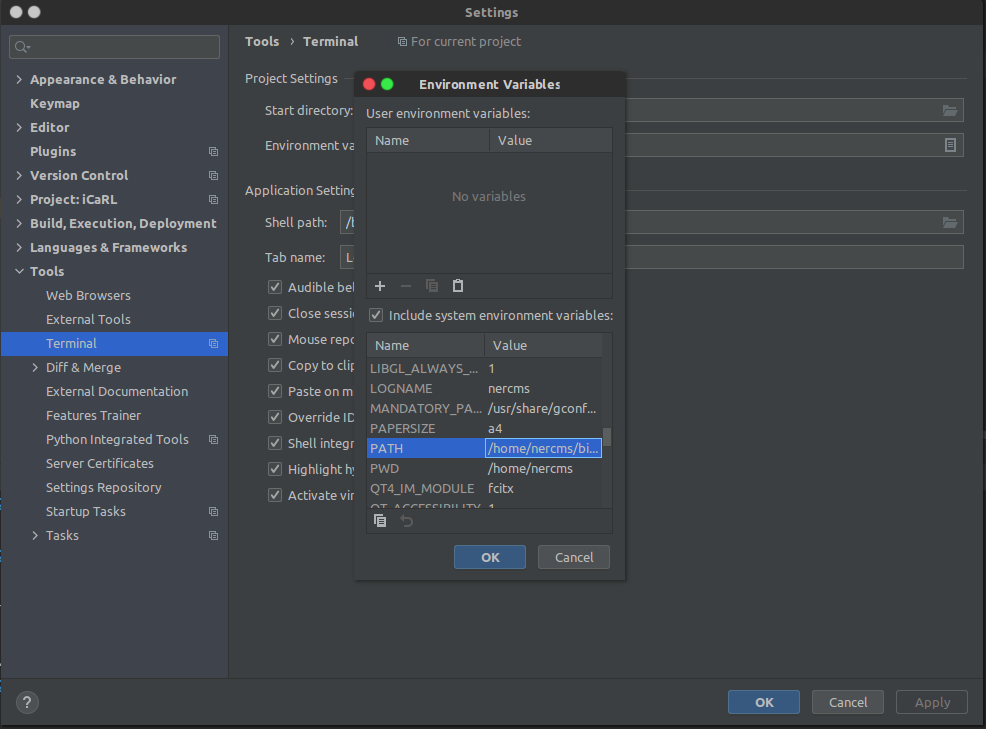 Settings
Tools › Terminal For current project
Appearance & Behavior
Keymap
Editor
Plugins
Version Control
Project: iCaRL
Build, Execution, Deployment
Languages & Frameworks
Tools
Web Browsers
External Tools
Terminal
Diff & Merge
External Documentation
Features Trainer
Python Integrated Tools
Server Certificates
Settings Repository
Startup Tasks
Tasks
Project Settings
Start directory:
Environment va
Application Setting
Shell path: /b
Tab name: L
Audible bel
Close sessi
Mouse repo
Copy to clip
Paste on m
Override ID
Shell integr
Highlight hy
Activate vir
Environment Variables
User environment variables:
Name Value
No variables
Include system environment variables:
Name Value
LIBGL_ALWAYS_... 1
LOGNAME nercms
MANDATORY_PA... /usr/share/gconf...
PAPERSIZE a4
PATH /home/nercms/bi...
PWD /home/nercms
QT4_IM_MODULE fcitx
QT_ACCESSIBILITY 1
OK Cancel
? OK Cancel Apply